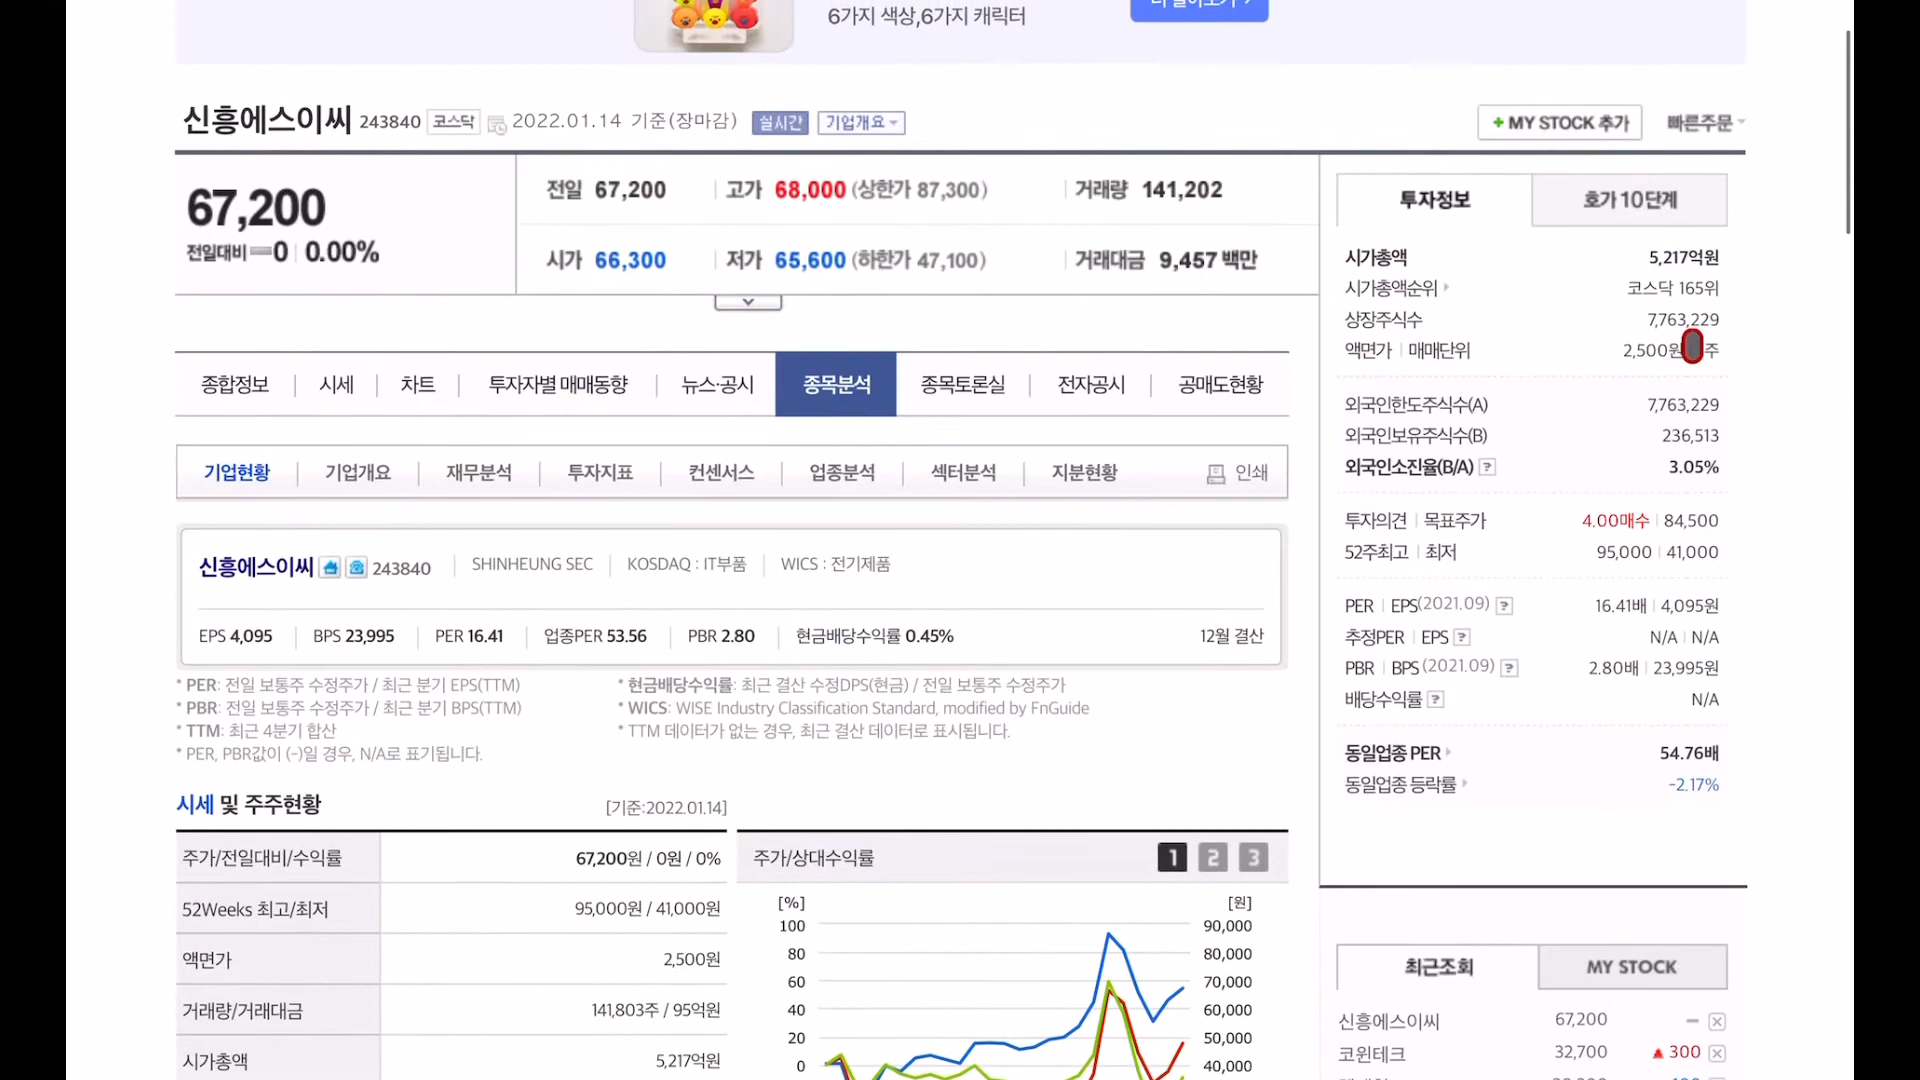 6가지 색상,6가지 캐릭터
신흥에스이씨 243840 코스닥 2022.01.14 기준(장마감) 실시간 기업개요
+ MY STOCK 추가 빠른주문
67,200
전일대비 0 0.00%
전일 67,200 고가 68,000 (상한가 87,300) 거래량 141,202
시가 66,300 저가 65,600 (하한가 47,100) 거래대금 9,457 백만
종합정보 시세 차트 투자자별 매매동향 뉴스·공시 종목분석 종목토론실 전자공시 공매도현황
기업현황 기업개요 재무분석 투자지표 컨센서스 업종분석 섹터분석 지분현황 인쇄
신흥에스이씨 243840 SHINHEUNG SEC KOSDAQ : IT부품 WICS : 전기제품
EPS 4,095 BPS 23,995 PER 16.41 업종PER 53.56 PBR 2.80 현금배당수익률 0.45% 12월 결산
* PER: 전일 보통주 수정주가 / 최근 분기 EPS(TTM)
* PBR: 전일 보통주 수정주가 / 최근 분기 BPS(TTM)
* TTM: 최근 4분기 합산
* PER, PBR값이 (-)일 경우, N/A로 표기됩니다.
* 현금배당수익률: 최근 결산 수정DPS(현금) / 전일 보통주 수정주가
* WICS: WISE Industry Classification Standard, modified by FnGuide
* TTM 데이터가 없는 경우, 최근 결산 데이터로 표시됩니다.
시세 및 주주현황 [기준:2022.01.14]
주가/전일대비/수익률 67,200원 / 0원 / 0%
52Weeks 최고/최저 95,000원 / 41,000원
액면가 2,500원
거래량/거래대금 141,803주 / 95억원
시가총액 5,217억원
주가/상대수익률 1 2 3
[%] [원]
100 90,000
80 80,000
60 70,000
40 60,000
20 50,000
0 40,000
투자정보 호가 10단계
시가총액 5,217억원
시가총액순위 코스닥 165위
상장주식수 7,763,229
액면가 매매단위 2,500원 주
외국인한도주식수(A) 7,763,229
외국인보유주식수(B) 236,513
외국인소진율(B/A) ? 3.05%
투자의견 목표주가 4.00매수 84,500
52주최고 최저 95,000 41,000
PER EPS(2021.09) ? 16.41배 4,095원
추정PER EPS ? N/A N/A
PBR BPS (2021.09) ? 2.80배 23,995원
배당수익률 ? N/A
동일업종 PER 54.76배
동일업종 등락률 -2.17%
최근조회 MY STOCK
신흥에스이씨 67,200
코윈테크 32,700 ▲ 300